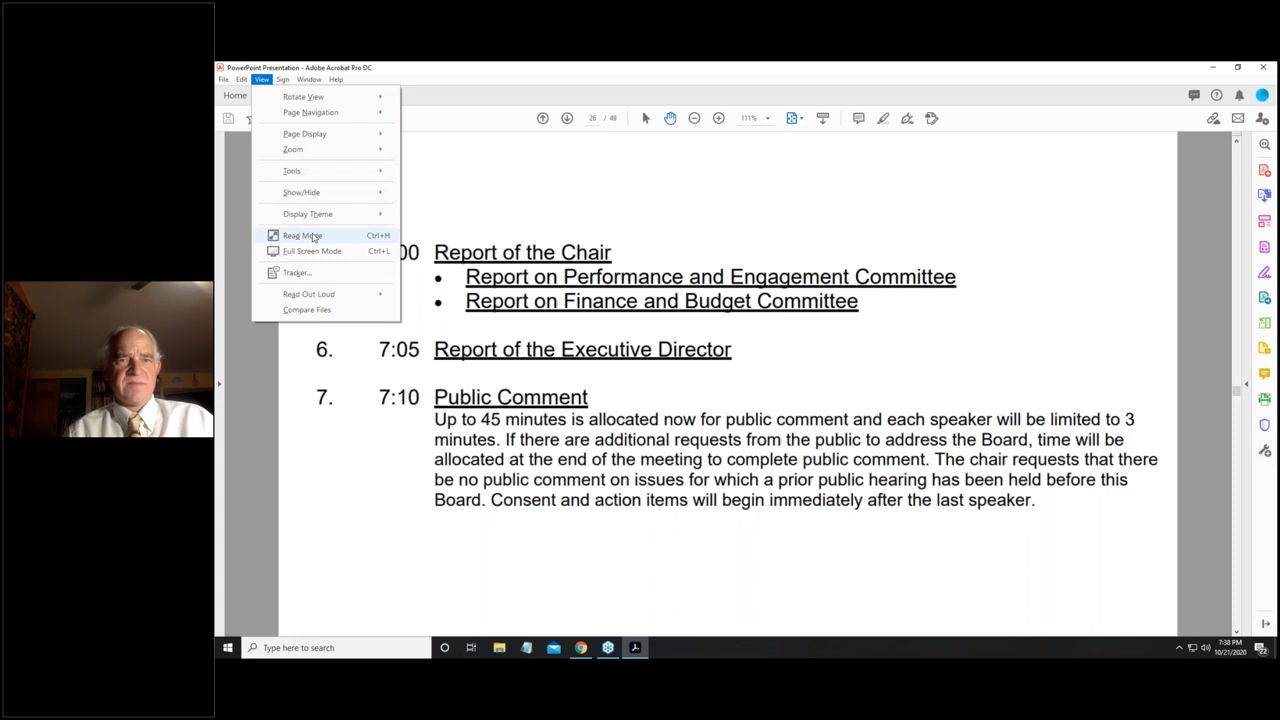 PowerPoint Presentation - Adobe Acrobat Pro DC
File Edit View Sign Window Help
Home
26 / 49
111%
Rotate View
Page Navigation
Page Display
Zoom
Tools
Show/Hide
Display Theme
Read Mode Ctrl+H
Full Screen Mode Ctrl+L
Tracker...
Read Out Loud
Compare Files
00 Report of the Chair
• Report on Performance and Engagement Committee
• Report on Finance and Budget Committee
6. 7:05 Report of the Executive Director
7. 7:10 Public Comment
Up to 45 minutes is allocated now for public comment and each speaker will be limited to 3
minutes. If there are additional requests from the public to address the Board, time will be
allocated at the end of the meeting to complete public comment. The chair requests that there
be no public comment on issues for which a prior public hearing has been held before this
Board. Consent and action items will begin immediately after the last speaker.
Type here to search
7:38 PM
10/21/2020
22